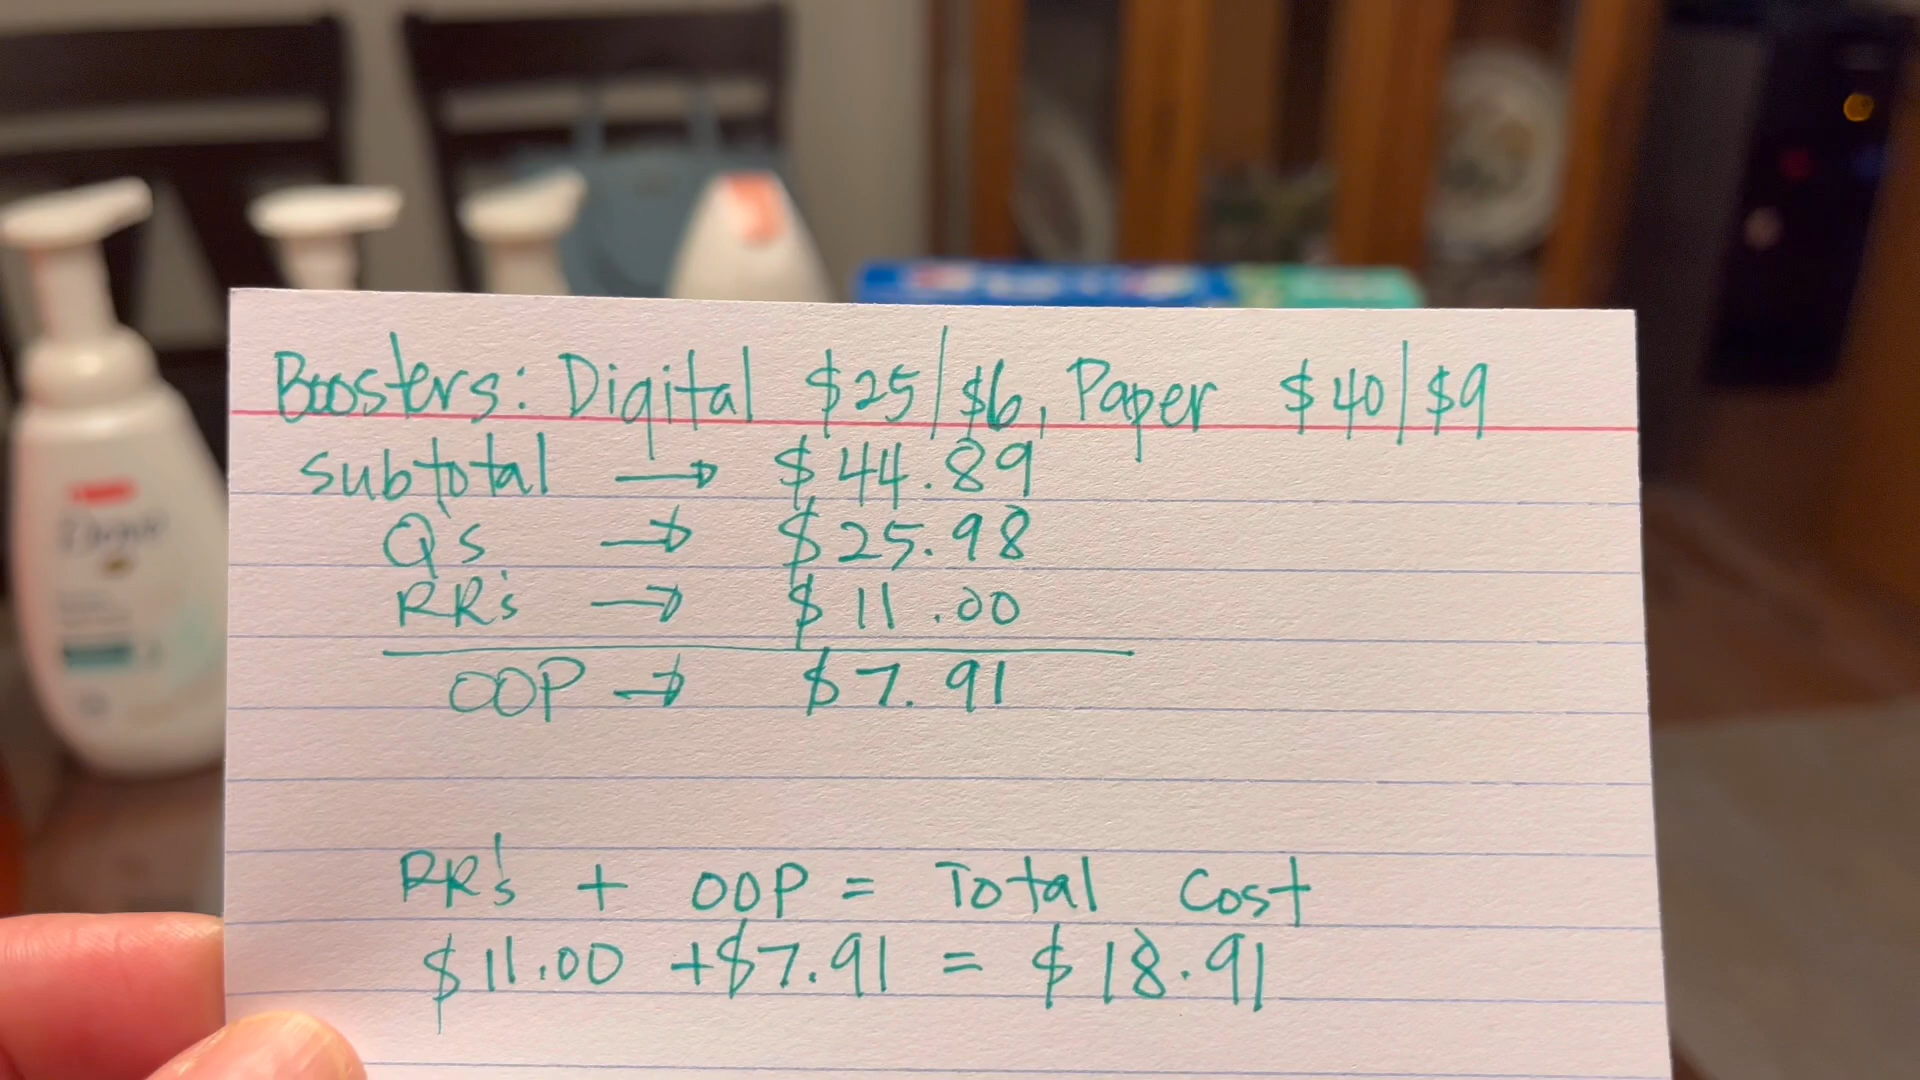 Boosters: Digital $25/$6, Paper $40/$9
subtotal → $44.89
Q's → $25.98
RR's → $11.00
OOP → $7.91
RR's + OOP = Total Cost
$11.00 + $7.91 = $18.91
Dove